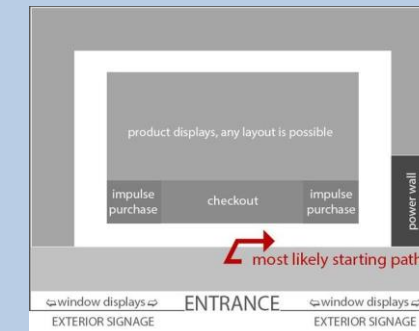 product displays, any layout is possible
impulse
purchase
checkout
impulse
purchase
power wall
most likely starting path
window displays
ENTRANCE
window displays
EXTERIOR SIGNAGE
EXTERIOR SIGNAGE